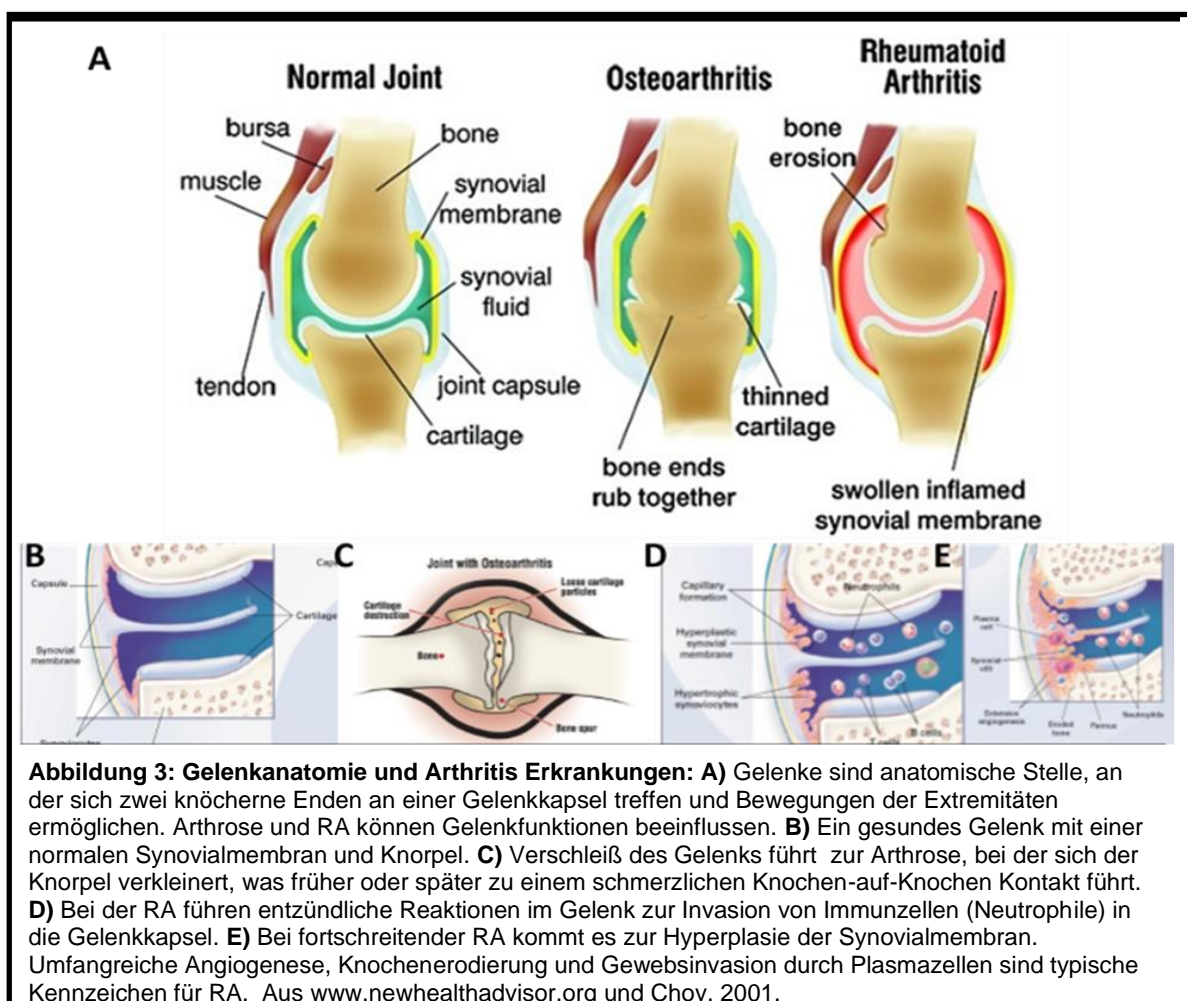 A
Normal Joint
Osteoarthritis
Rheumatoid
Arthritis
bursa
bone
muscle
synovial
membrane
synovial
fluid
tendon
joint capsule
cartilage
thinned
cartilage
bone ends
rub together
bone
erosion
swollen inflamed
synovial membrane
B
Capsule
Cartilage
Synovial
membrane
Synoviocytes
C
Joint with Osteoarthritis
Cartilage
destruction
Loose cartilage
particles
Bone
Bone spur
D
Capillary
formation
Neutrophils
Hyperplastic
synovial
membrane
Hypertrophic
synoviocytes
T cells
B cells
E
Plasma
cell
Synovial
villi
Extensive
angiogenesis
Eroded
bone
Pannus
Neutrophils
Abbildung 3: Gelenkanatomie und Arthritis Erkrankungen: A) Gelenke sind anatomische Stelle, an
der sich zwei knöcherne Enden an einer Gelenkkapsel treffen und Bewegungen der Extremitäten
ermöglichen. Arthrose und RA können Gelenkfunktionen beeinflussen. B) Ein gesundes Gelenk mit einer
normalen Synovialmembran und Knorpel. C) Verschleiß des Gelenks führt zur Arthrose, bei der sich der
Knorpel verkleinert, was früher oder später zu einem schmerzlichen Knochen-auf-Knochen Kontakt führt.
D) Bei der RA führen entzündliche Reaktionen im Gelenk zur Invasion von Immunzellen (Neutrophile) in
die Gelenkkapsel. E) Bei fortschreitender RA kommt es zur Hyperplasie der Synovialmembran.
Umfangreiche Angiogenese, Knochenerodierung und Gewebsinvasion durch Plasmazellen sind typische
Kennzeichen für RA. Aus www.newhealthadvisor.org und Choy, 2001.